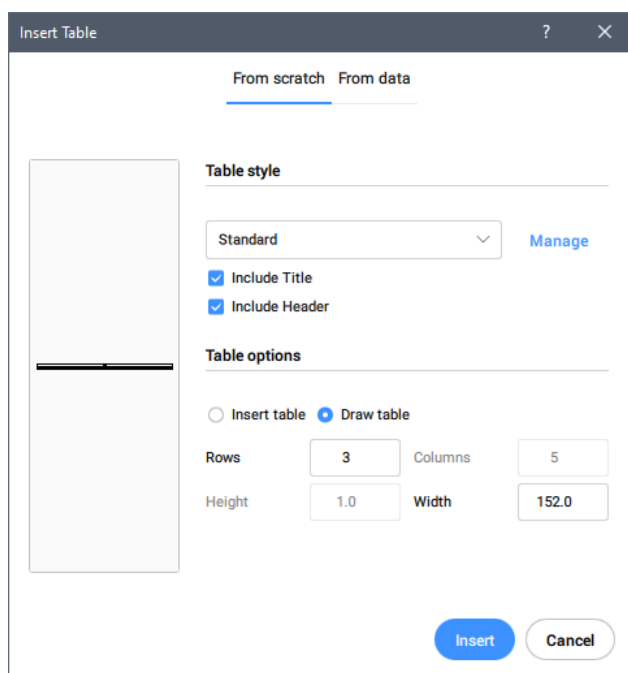 Insert Table ?
From scratch From data
Table style
Standard Manage
Include Title
Include Header
Table options
Insert table Draw table
Rows 3 Columns 5
Height 1.0 Width 152.0
Insert Cancel